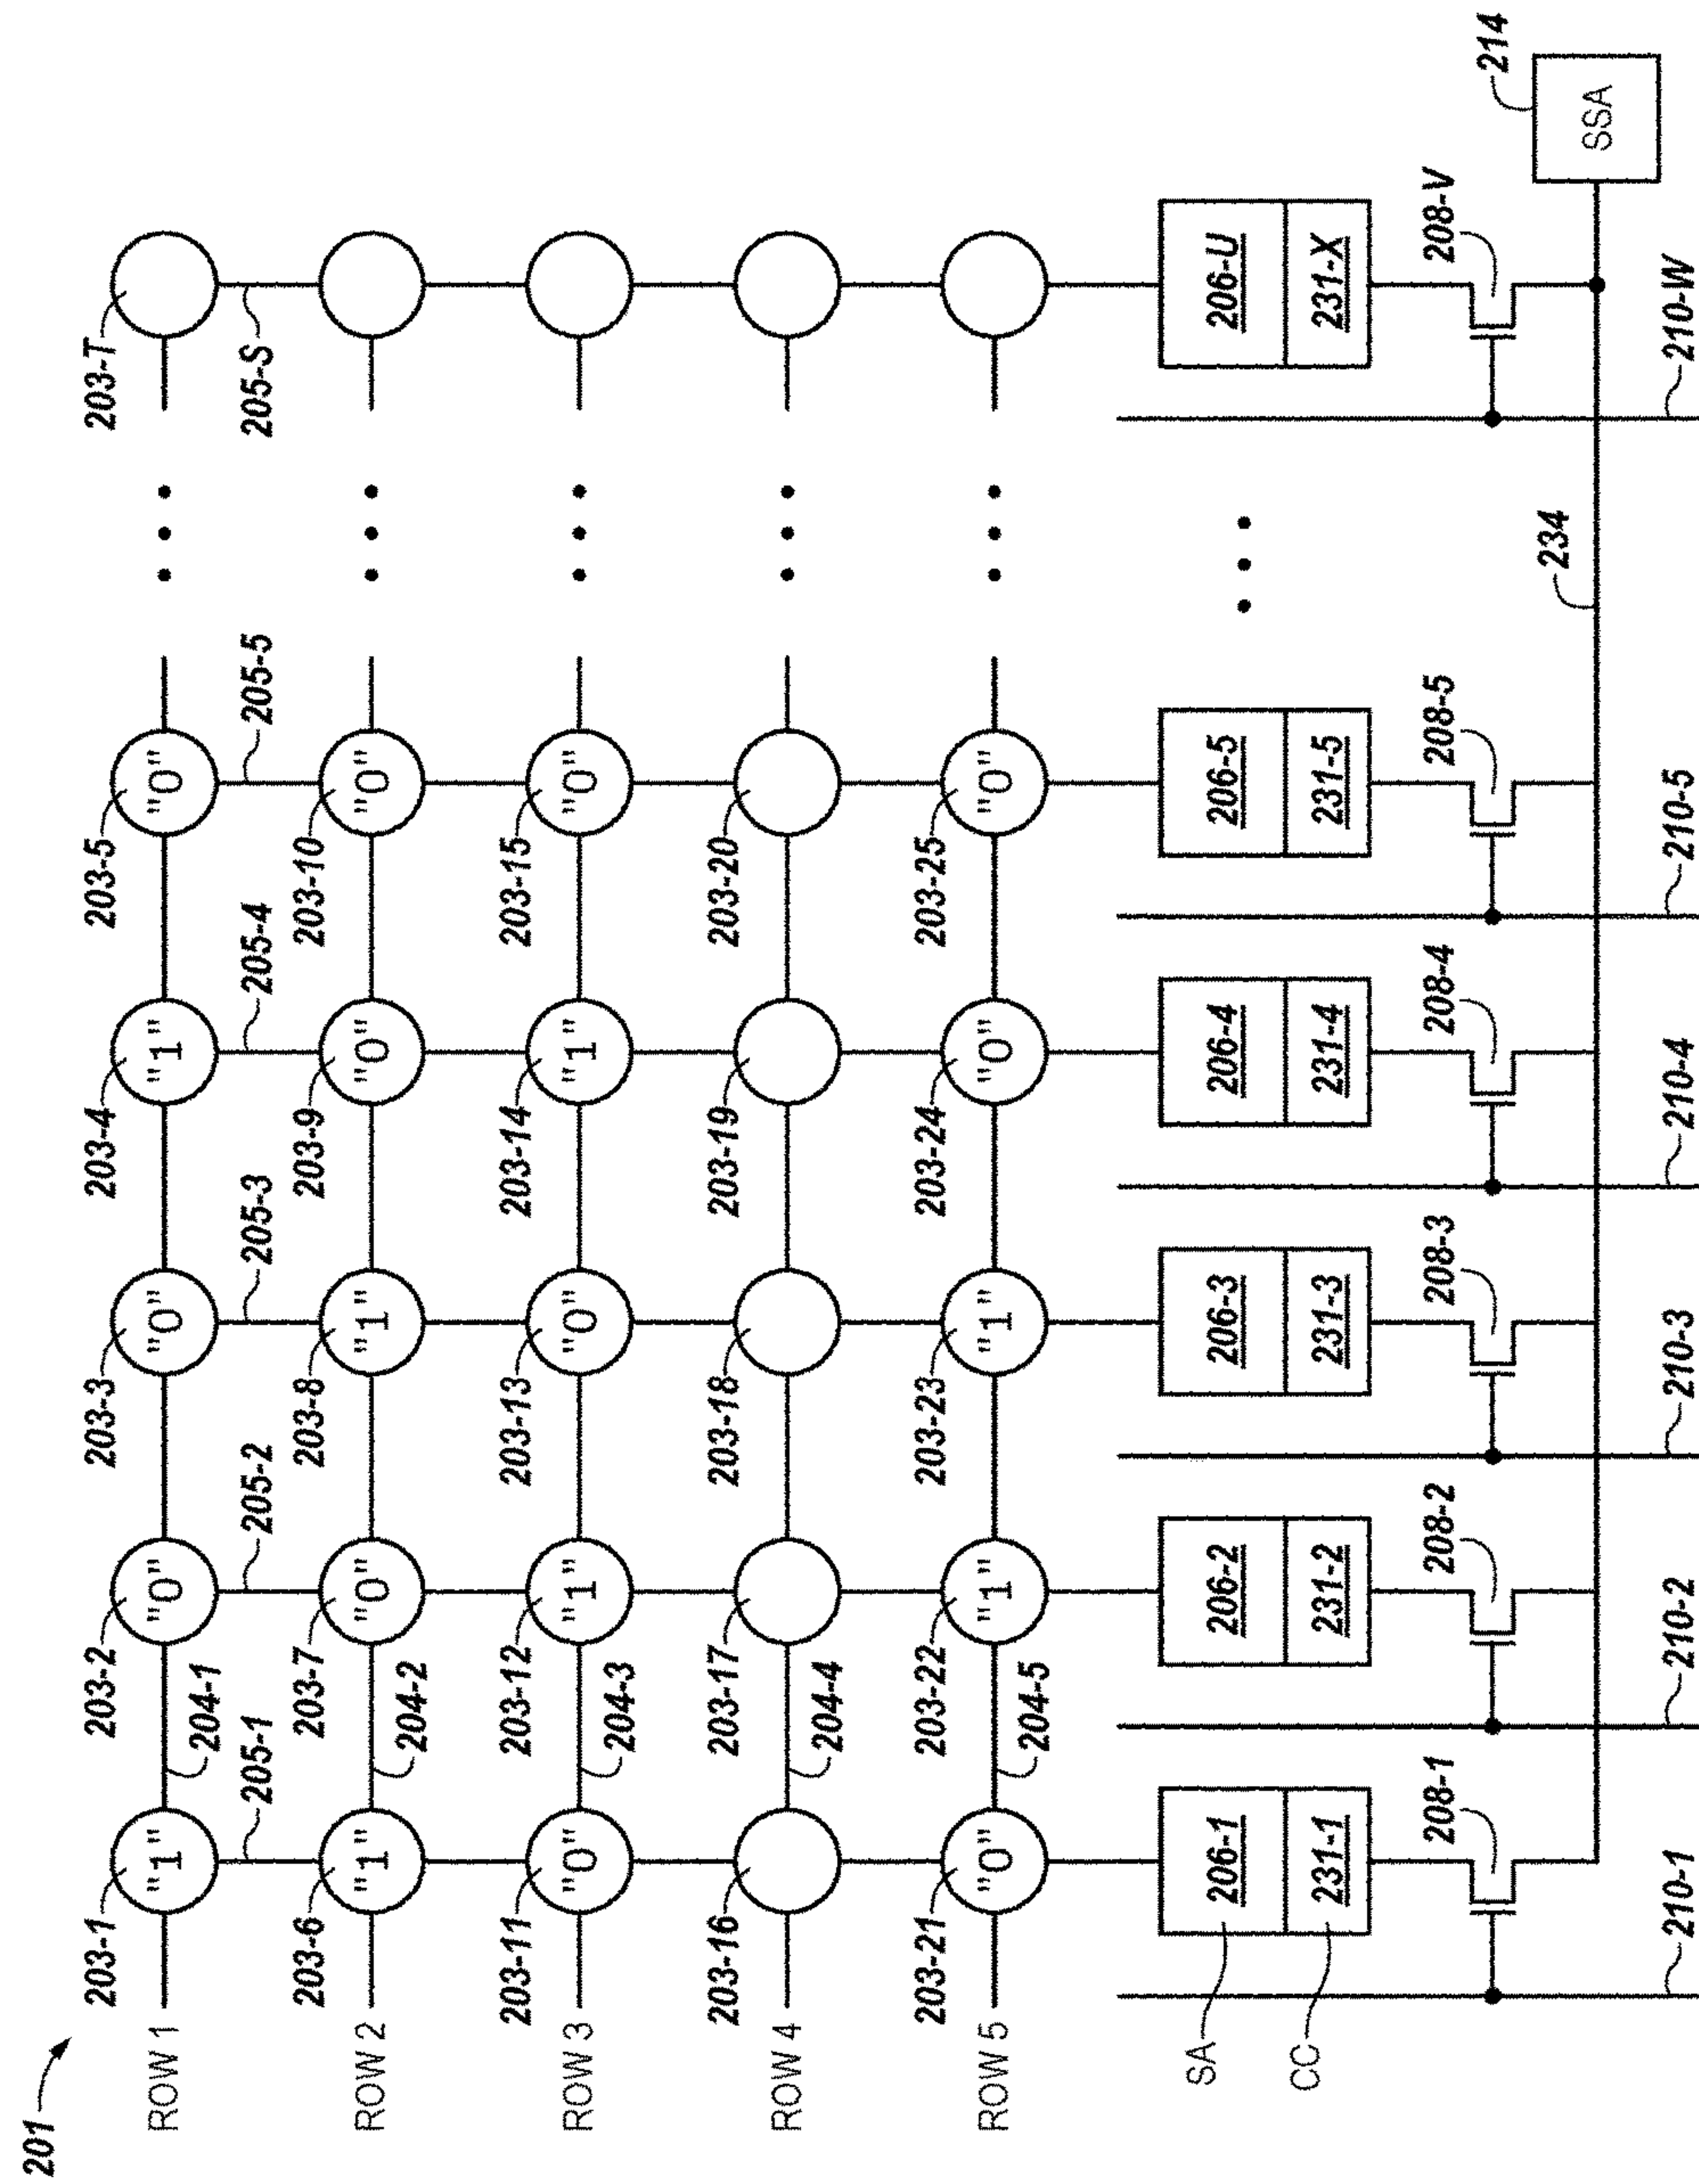 201
203-1 203-2 203-3 203-4 203-5 203-T
ROW 1 "1" "0" "0" "1" "0"
204-1
205-1 205-2 205-3 205-4 205-5 205-S
203-6 203-7 203-8 203-9 203-10
ROW 2 "1" "0" "1" "0" "0"
204-2
203-11 203-12 203-13 203-14 203-15
ROW 3 "0" "1" "0" "1" "0"
204-3
203-16 203-17 203-18 203-19 203-20
ROW 4
204-4
203-21 203-22 203-23 203-24 203-25
ROW 5 "0" "1" "1" "0" "0"
204-5
SA 206-1 206-2 206-3 206-4 206-5 206-U
CC 231-1 231-2 231-3 231-4 231-5 231-X
208-1 208-2 208-3 208-4 208-5 208-V
214
234
SSA
210-1 210-2 210-3 210-4 210-5 210-W